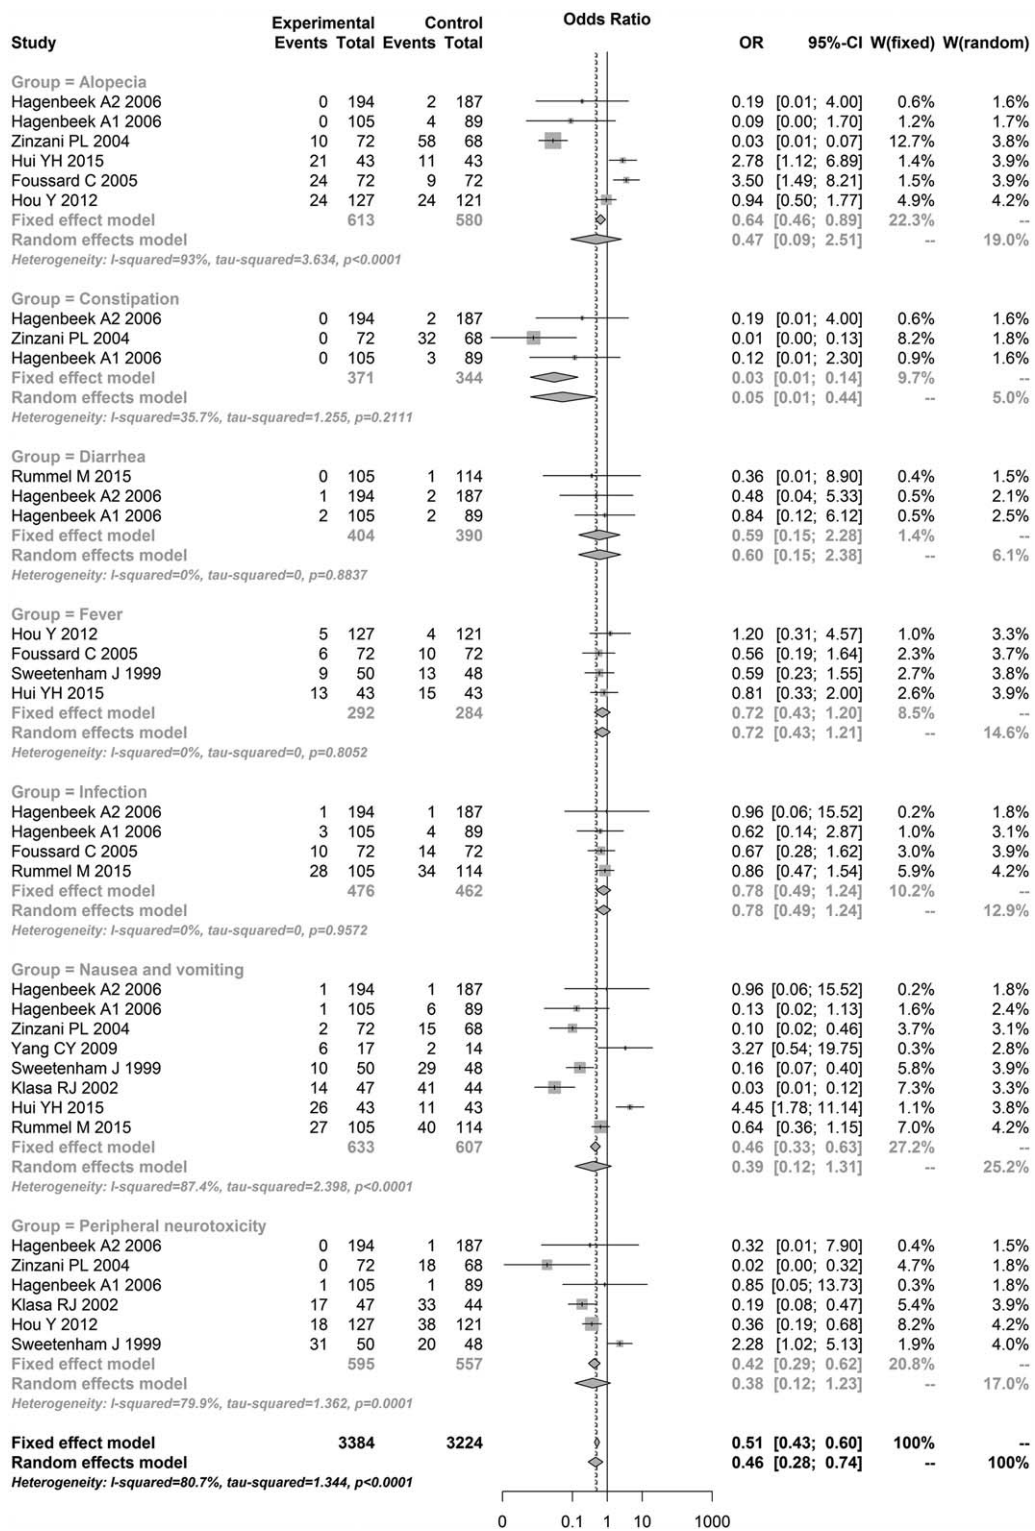 Experimental Control Odds Ratio
Study Events Total Events Total OR 95%-CI W(fixed) W(random)
Group = Alopecia
Hagenbeek A2 2006 0 194 2 187 0.19 [0.01; 4.00] 0.6% 1.6%
Hagenbeek A1 2006 0 105 4 89 0.09 [0.00; 1.70] 1.2% 1.7%
Zinzani PL 2004 10 72 58 68 0.03 [0.01; 0.07] 12.7% 3.8%
Hui YH 2015 21 43 11 43 2.78 [1.12; 6.89] 1.4% 3.9%
Foussard C 2005 24 72 9 72 3.50 [1.49; 8.21] 1.5% 3.9%
Hou Y 2012 24 127 24 121 0.94 [0.50; 1.77] 4.9% 4.2%
Fixed effect model 613 580 0.64 [0.46; 0.89] 22.3% --
Random effects model 0.47 [0.09; 2.51] -- 19.0%
Heterogeneity: I-squared=93%, tau-squared=3.634, p<0.0001
Group = Constipation
Hagenbeek A2 2006 0 194 2 187 0.19 [0.01; 4.00] 0.6% 1.6%
Zinzani PL 2004 0 72 32 68 0.01 [0.00; 0.13] 8.2% 1.8%
Hagenbeek A1 2006 0 105 3 89 0.12 [0.01; 2.30] 0.9% 1.6%
Fixed effect model 371 344 0.03 [0.01; 0.14] 9.7% --
Random effects model 0.05 [0.01; 0.44] -- 5.0%
Heterogeneity: I-squared=35.7%, tau-squared=1.255, p=0.2111
Group = Diarrhea
Rummel M 2015 0 105 1 114 0.36 [0.01; 8.90] 0.4% 1.5%
Hagenbeek A2 2006 1 194 2 187 0.48 [0.04; 5.33] 0.5% 2.1%
Hagenbeek A1 2006 2 105 2 89 0.84 [0.12; 6.12] 0.5% 2.5%
Fixed effect model 404 390 0.59 [0.15; 2.28] 1.4% --
Random effects model 0.60 [0.15; 2.38] -- 6.1%
Heterogeneity: I-squared=0%, tau-squared=0, p=0.8837
Group = Fever
Hou Y 2012 5 127 4 121 1.20 [0.31; 4.57] 1.0% 3.3%
Foussard C 2005 6 72 10 72 0.56 [0.19; 1.64] 2.3% 3.7%
Sweetenham J 1999 9 50 13 48 0.59 [0.23; 1.55] 2.7% 3.8%
Hui YH 2015 13 43 15 43 0.81 [0.33; 2.00] 2.6% 3.9%
Fixed effect model 292 284 0.72 [0.43; 1.20] 8.5% --
Random effects model 0.72 [0.43; 1.21] -- 14.6%
Heterogeneity: I-squared=0%, tau-squared=0, p=0.8052
Group = Infection
Hagenbeek A2 2006 1 194 1 187 0.96 [0.06; 15.52] 0.2% 1.8%
Hagenbeek A1 2006 3 105 4 89 0.62 [0.14; 2.87] 1.0% 3.1%
Foussard C 2005 10 72 14 72 0.67 [0.28; 1.62] 3.0% 3.9%
Rummel M 2015 28 105 34 114 0.86 [0.47; 1.54] 5.9% 4.2%
Fixed effect model 476 462 0.78 [0.49; 1.24] 10.2% --
Random effects model 0.78 [0.49; 1.24] -- 12.9%
Heterogeneity: I-squared=0%, tau-squared=0, p=0.9572
Group = Nausea and vomiting
Hagenbeek A2 2006 1 194 1 187 0.96 [0.06; 15.52] 0.2% 1.8%
Hagenbeek A1 2006 1 105 6 89 0.13 [0.02; 1.13] 1.6% 2.4%
Zinzani PL 2004 2 72 15 68 0.10 [0.02; 0.46] 3.7% 3.1%
Yang CY 2009 6 17 2 14 3.27 [0.54; 19.75] 0.3% 2.8%
Sweetenham J 1999 10 50 29 48 0.16 [0.07; 0.40] 5.8% 3.9%
Klasa RJ 2002 14 47 41 44 0.03 [0.01; 0.12] 7.3% 3.3%
Hui YH 2015 26 43 11 43 4.45 [1.78; 11.14] 1.1% 3.8%
Rummel M 2015 27 105 40 114 0.64 [0.36; 1.15] 7.0% 4.2%
Fixed effect model 633 607 0.46 [0.33; 0.63] 27.2% --
Random effects model 0.39 [0.12; 1.31] -- 25.2%
Heterogeneity: I-squared=87.4%, tau-squared=2.398, p<0.0001
Group = Peripheral neurotoxicity
Hagenbeek A2 2006 0 194 1 187 0.32 [0.01; 7.90] 0.4% 1.5%
Zinzani PL 2004 0 72 18 68 0.02 [0.00; 0.32] 4.7% 1.8%
Hagenbeek A1 2006 1 105 1 89 0.85 [0.05; 13.73] 0.3% 1.8%
Klasa RJ 2002 17 47 33 44 0.19 [0.08; 0.47] 5.4% 3.9%
Hou Y 2012 18 127 38 121 0.36 [0.19; 0.68] 8.2% 4.2%
Sweetenham J 1999 31 50 20 48 2.28 [1.02; 5.13] 1.9% 4.0%
Fixed effect model 595 557 0.42 [0.29; 0.62] 20.8% --
Random effects model 0.38 [0.12; 1.23] -- 17.0%
Heterogeneity: I-squared=79.9%, tau-squared=1.362, p=0.0001
Fixed effect model 3384 3224 0.51 [0.43; 0.60] 100% --
Random effects model 0.46 [0.28; 0.74] -- 100%
Heterogeneity: I-squared=80.7%, tau-squared=1.344, p<0.0001
0 0.1 1 10 1000